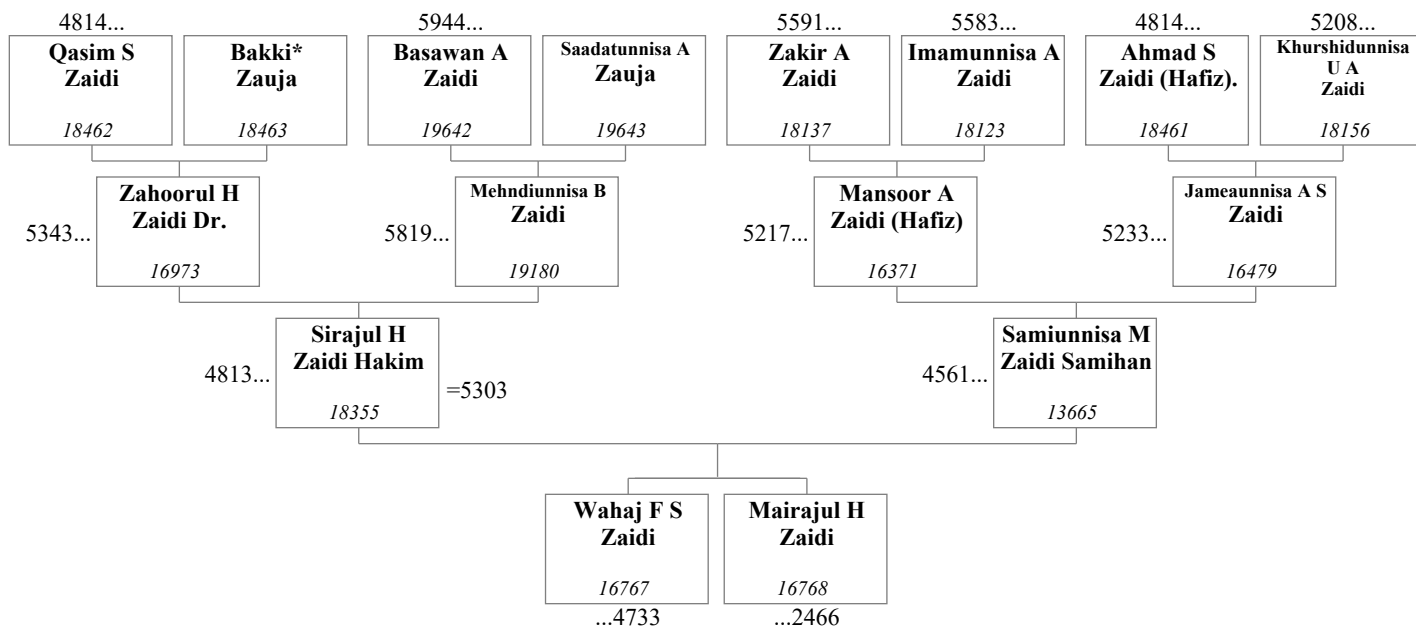 4814... 5944... 5591... 5583... 4814... 5208...
Qasim S
Zaidi
18462
Bakki*
Zauja
18463
Basawan A
Zaidi
19642
Saadatunnisa A
Zauja
19643
Zakir A
Zaidi
18137
Imamunnisa A
Zaidi
18123
Ahmad S
Zaidi (Hafiz).
18461
Khurshidunnisa
U A
Zaidi
18156
5343...
Zahoorul H
Zaidi Dr.
16973
5819...
Mehndiunnisa B
Zaidi
19180
5217...
Mansoor A
Zaidi (Hafiz)
16371
5233...
Jameaunnisa A S
Zaidi
16479
4813...
Sirajul H
Zaidi Hakim
18355
=5303
4561...
Samiunnisa M
Zaidi Samihan
13665
Wahaj F S
Zaidi
16767
...4733
Mairajul H
Zaidi
16768
...2466